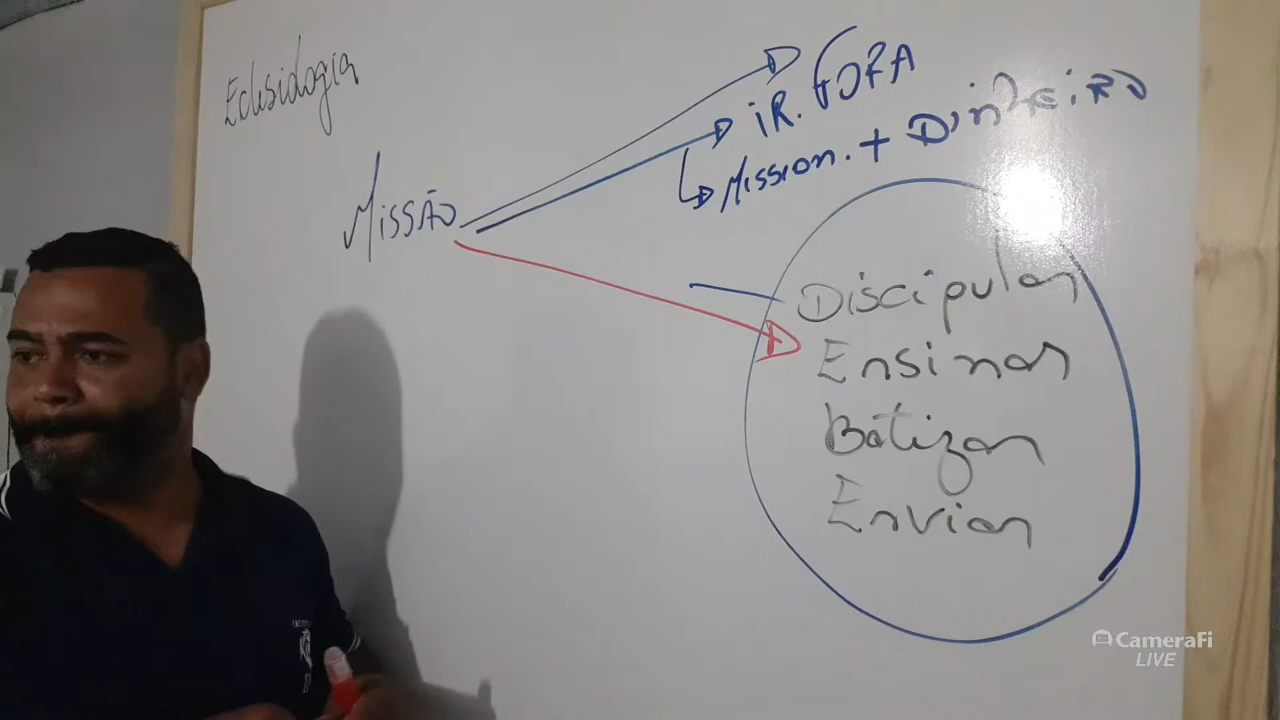 Eclesiologia
MISSÃO
iR. FORA
Mission. + Dinheiro
Discipular
Ensinar
Batizar
Enviar
CameraFi
LIVE